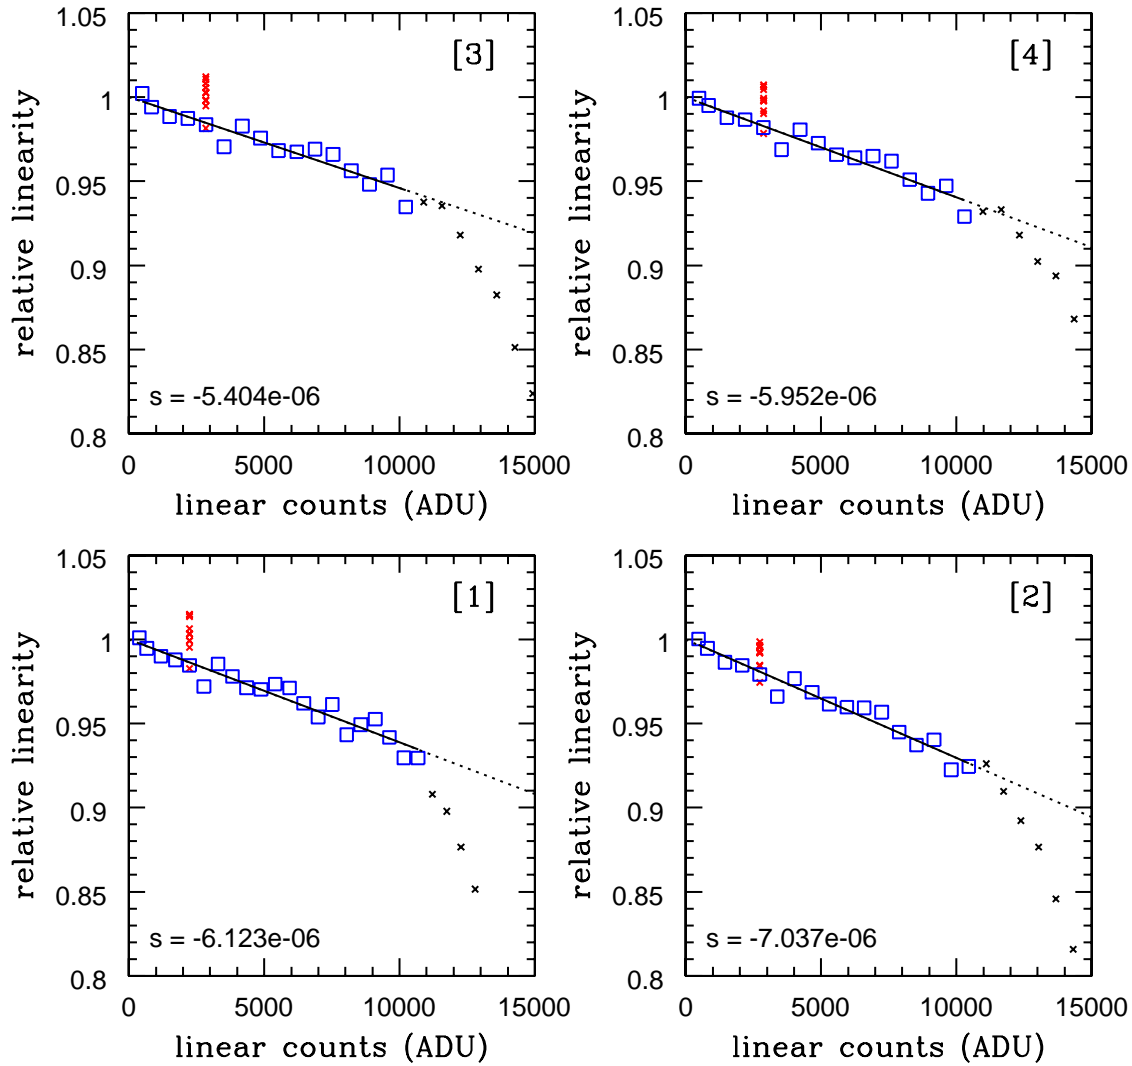 1.05
[3]
1
0.95
0.9
0.85
0.8
relative linearity
s = -5.404e-06
0 5000 10000 15000
linear counts (ADU)
1.05
[4]
1
0.95
0.9
0.85
0.8
relative linearity
s = -5.952e-06
0 5000 10000 15000
linear counts (ADU)
1.05
[1]
1
0.95
0.9
0.85
0.8
relative linearity
s = -6.123e-06
0 5000 10000 15000
linear counts (ADU)
1.05
[2]
1
0.95
0.9
0.85
0.8
relative linearity
s = -7.037e-06
0 5000 10000 15000
linear counts (ADU)